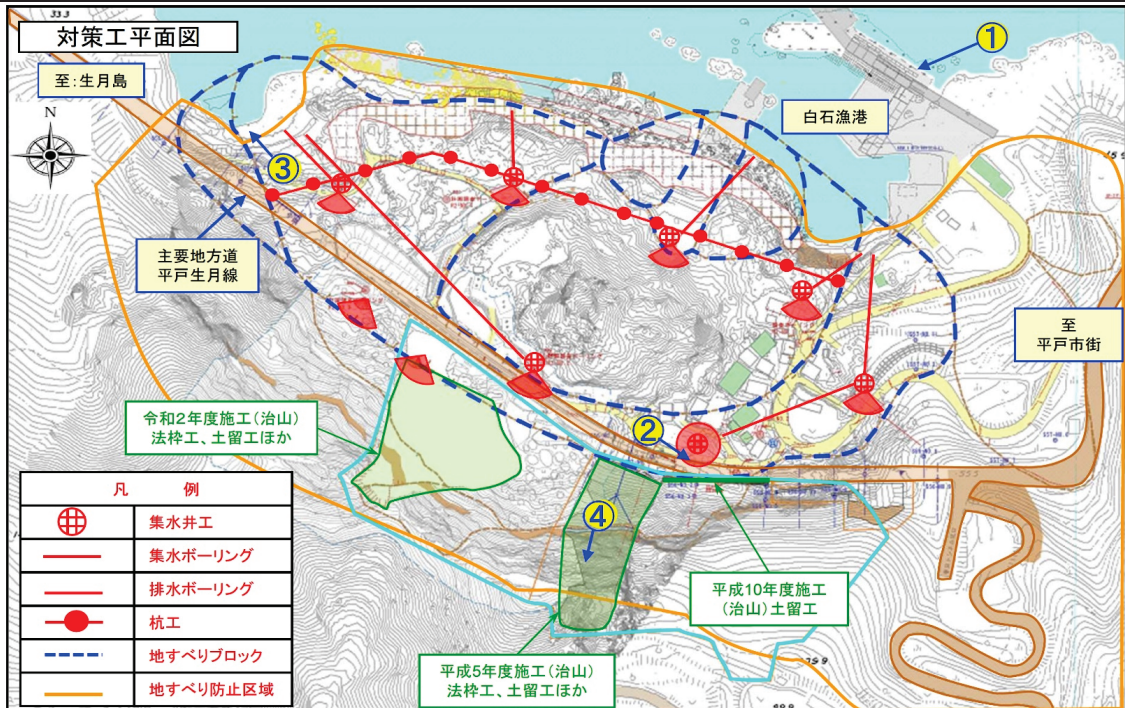 対策工平面図
至:生月島
N
①
白石漁港
③
主要地方道
平戸生月線
至
平戸市街
令和2年度施工(治山)
法枠工、土留工ほか
②
④
平成10年度施工
(治山)土留工
平成5年度施工(治山)
法枠工、土留工ほか
凡 例
集水井工
集水ボーリング
排水ボーリング
杭工
地すべりブロック
地すべり防止区域